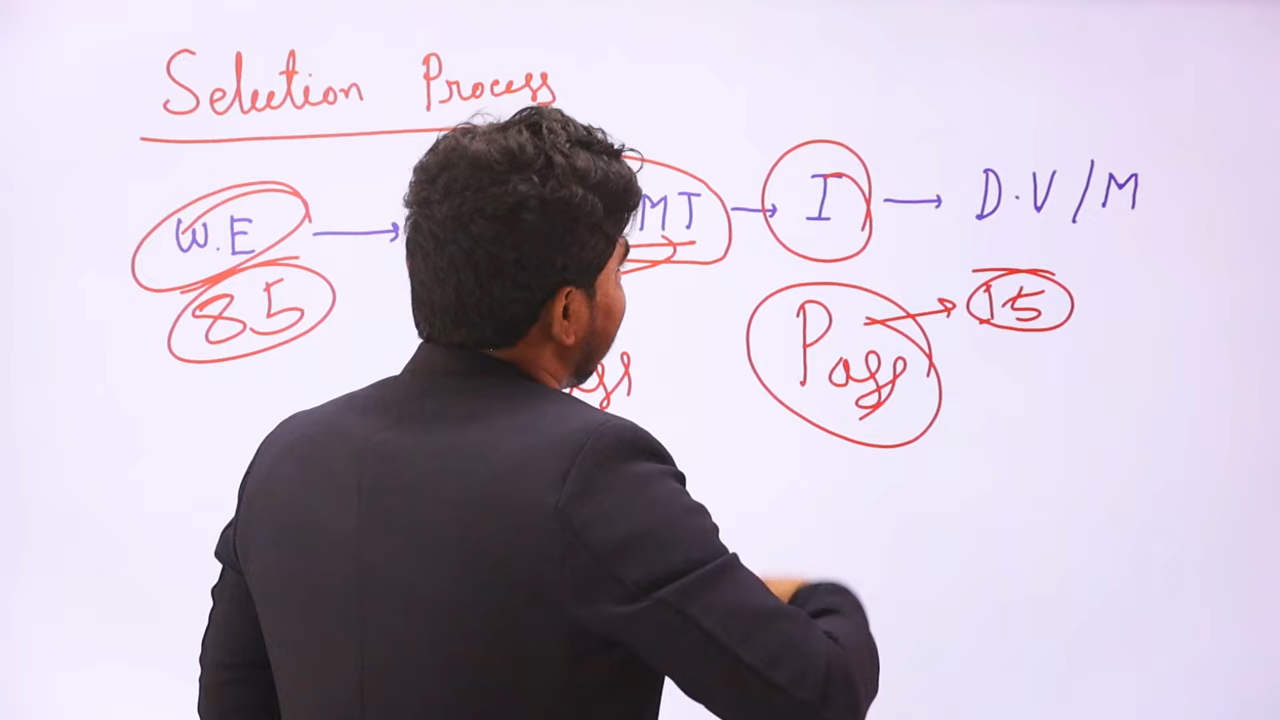 Selection Process
W.E → MT → I → D.V/M
85 Pass → 15